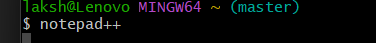 laksh@Lenovo MINGW64 ~ (master)
$ notepad++